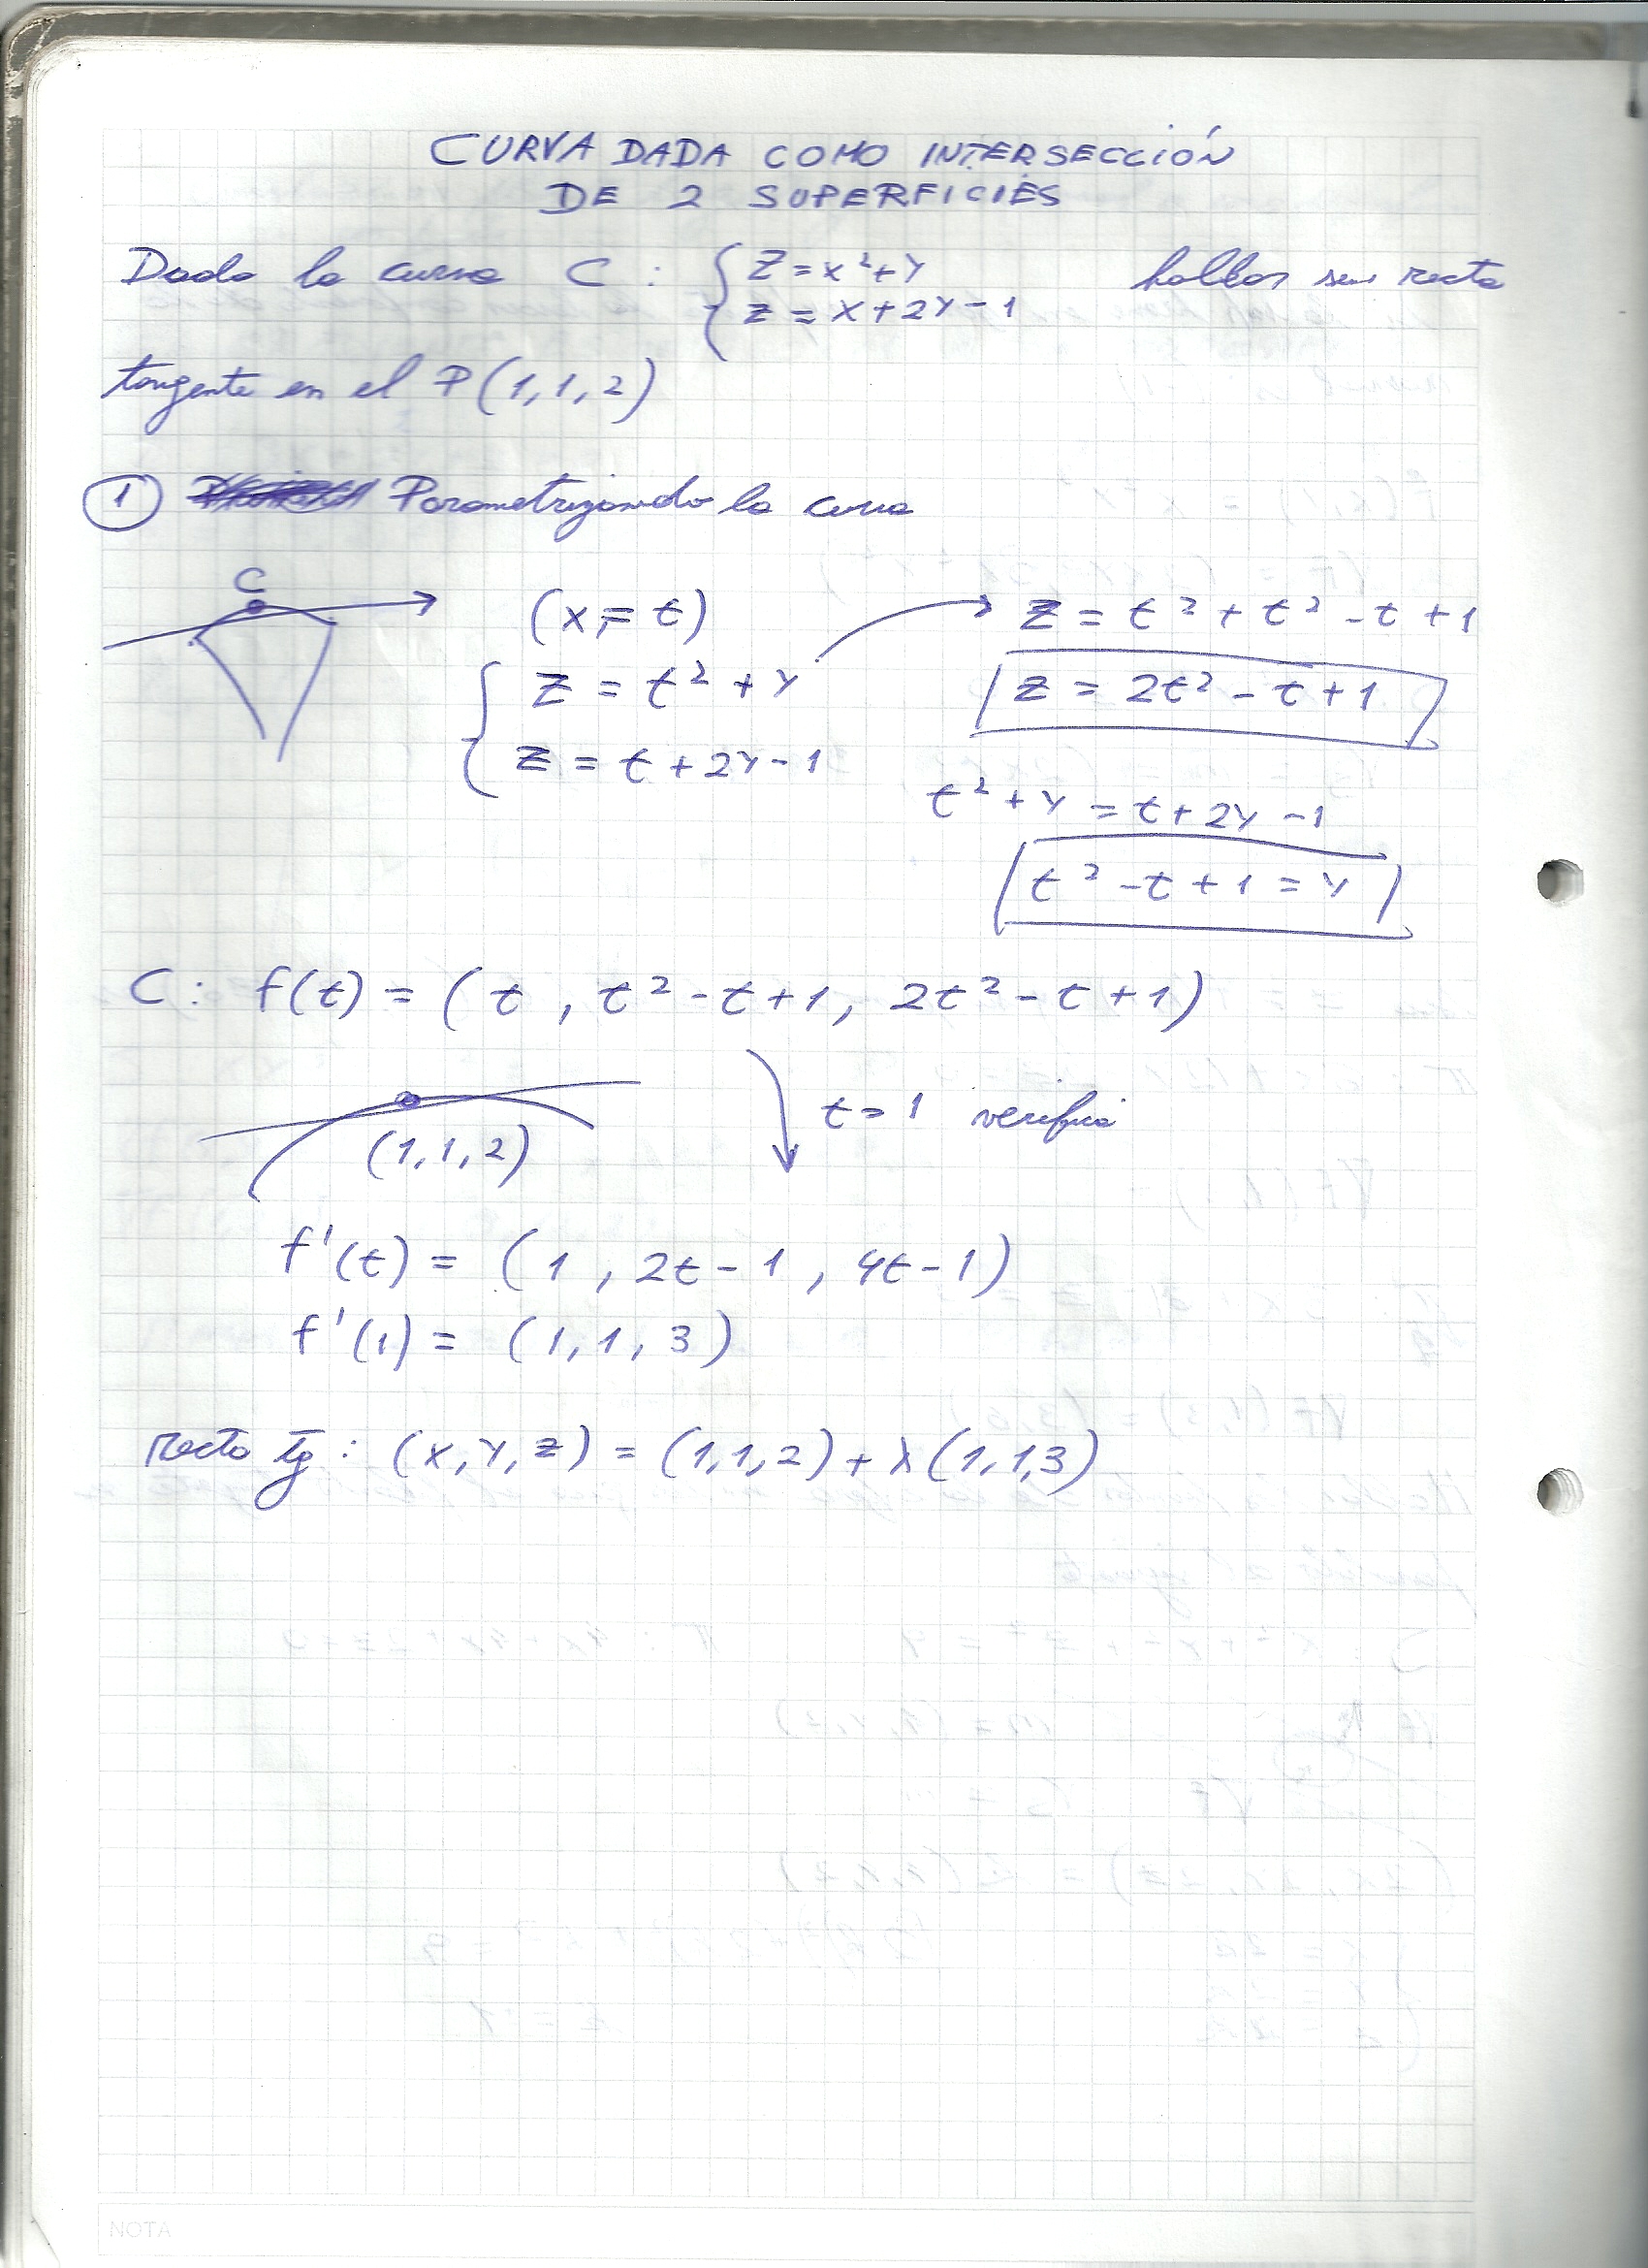 CURVA DADA COMO INTERSECCIÓN
DE 2 SUPERFICIES
Dada la curva C : { z = x² + y hallar su recta
z = x + 2y - 1
tangente en el P(1,1,2)
1 Parametrizando la curva
C
(x = t)
{ z = t² + y
z = t + 2y - 1
z = t² + t² - t + 1
z = 2t² - t + 1
t² + y = t + 2y - 1
t² - t + 1 = y
C: f(t) = (t, t² - t + 1, 2t² - t + 1)
t = 1 verifica
(1,1,2)
f'(t) = (1, 2t - 1, 4t - 1)
f'(1) = (1,1,3)
recta tg : (x,y,z) = (1,1,2) + λ(1,1,3)
NOTA